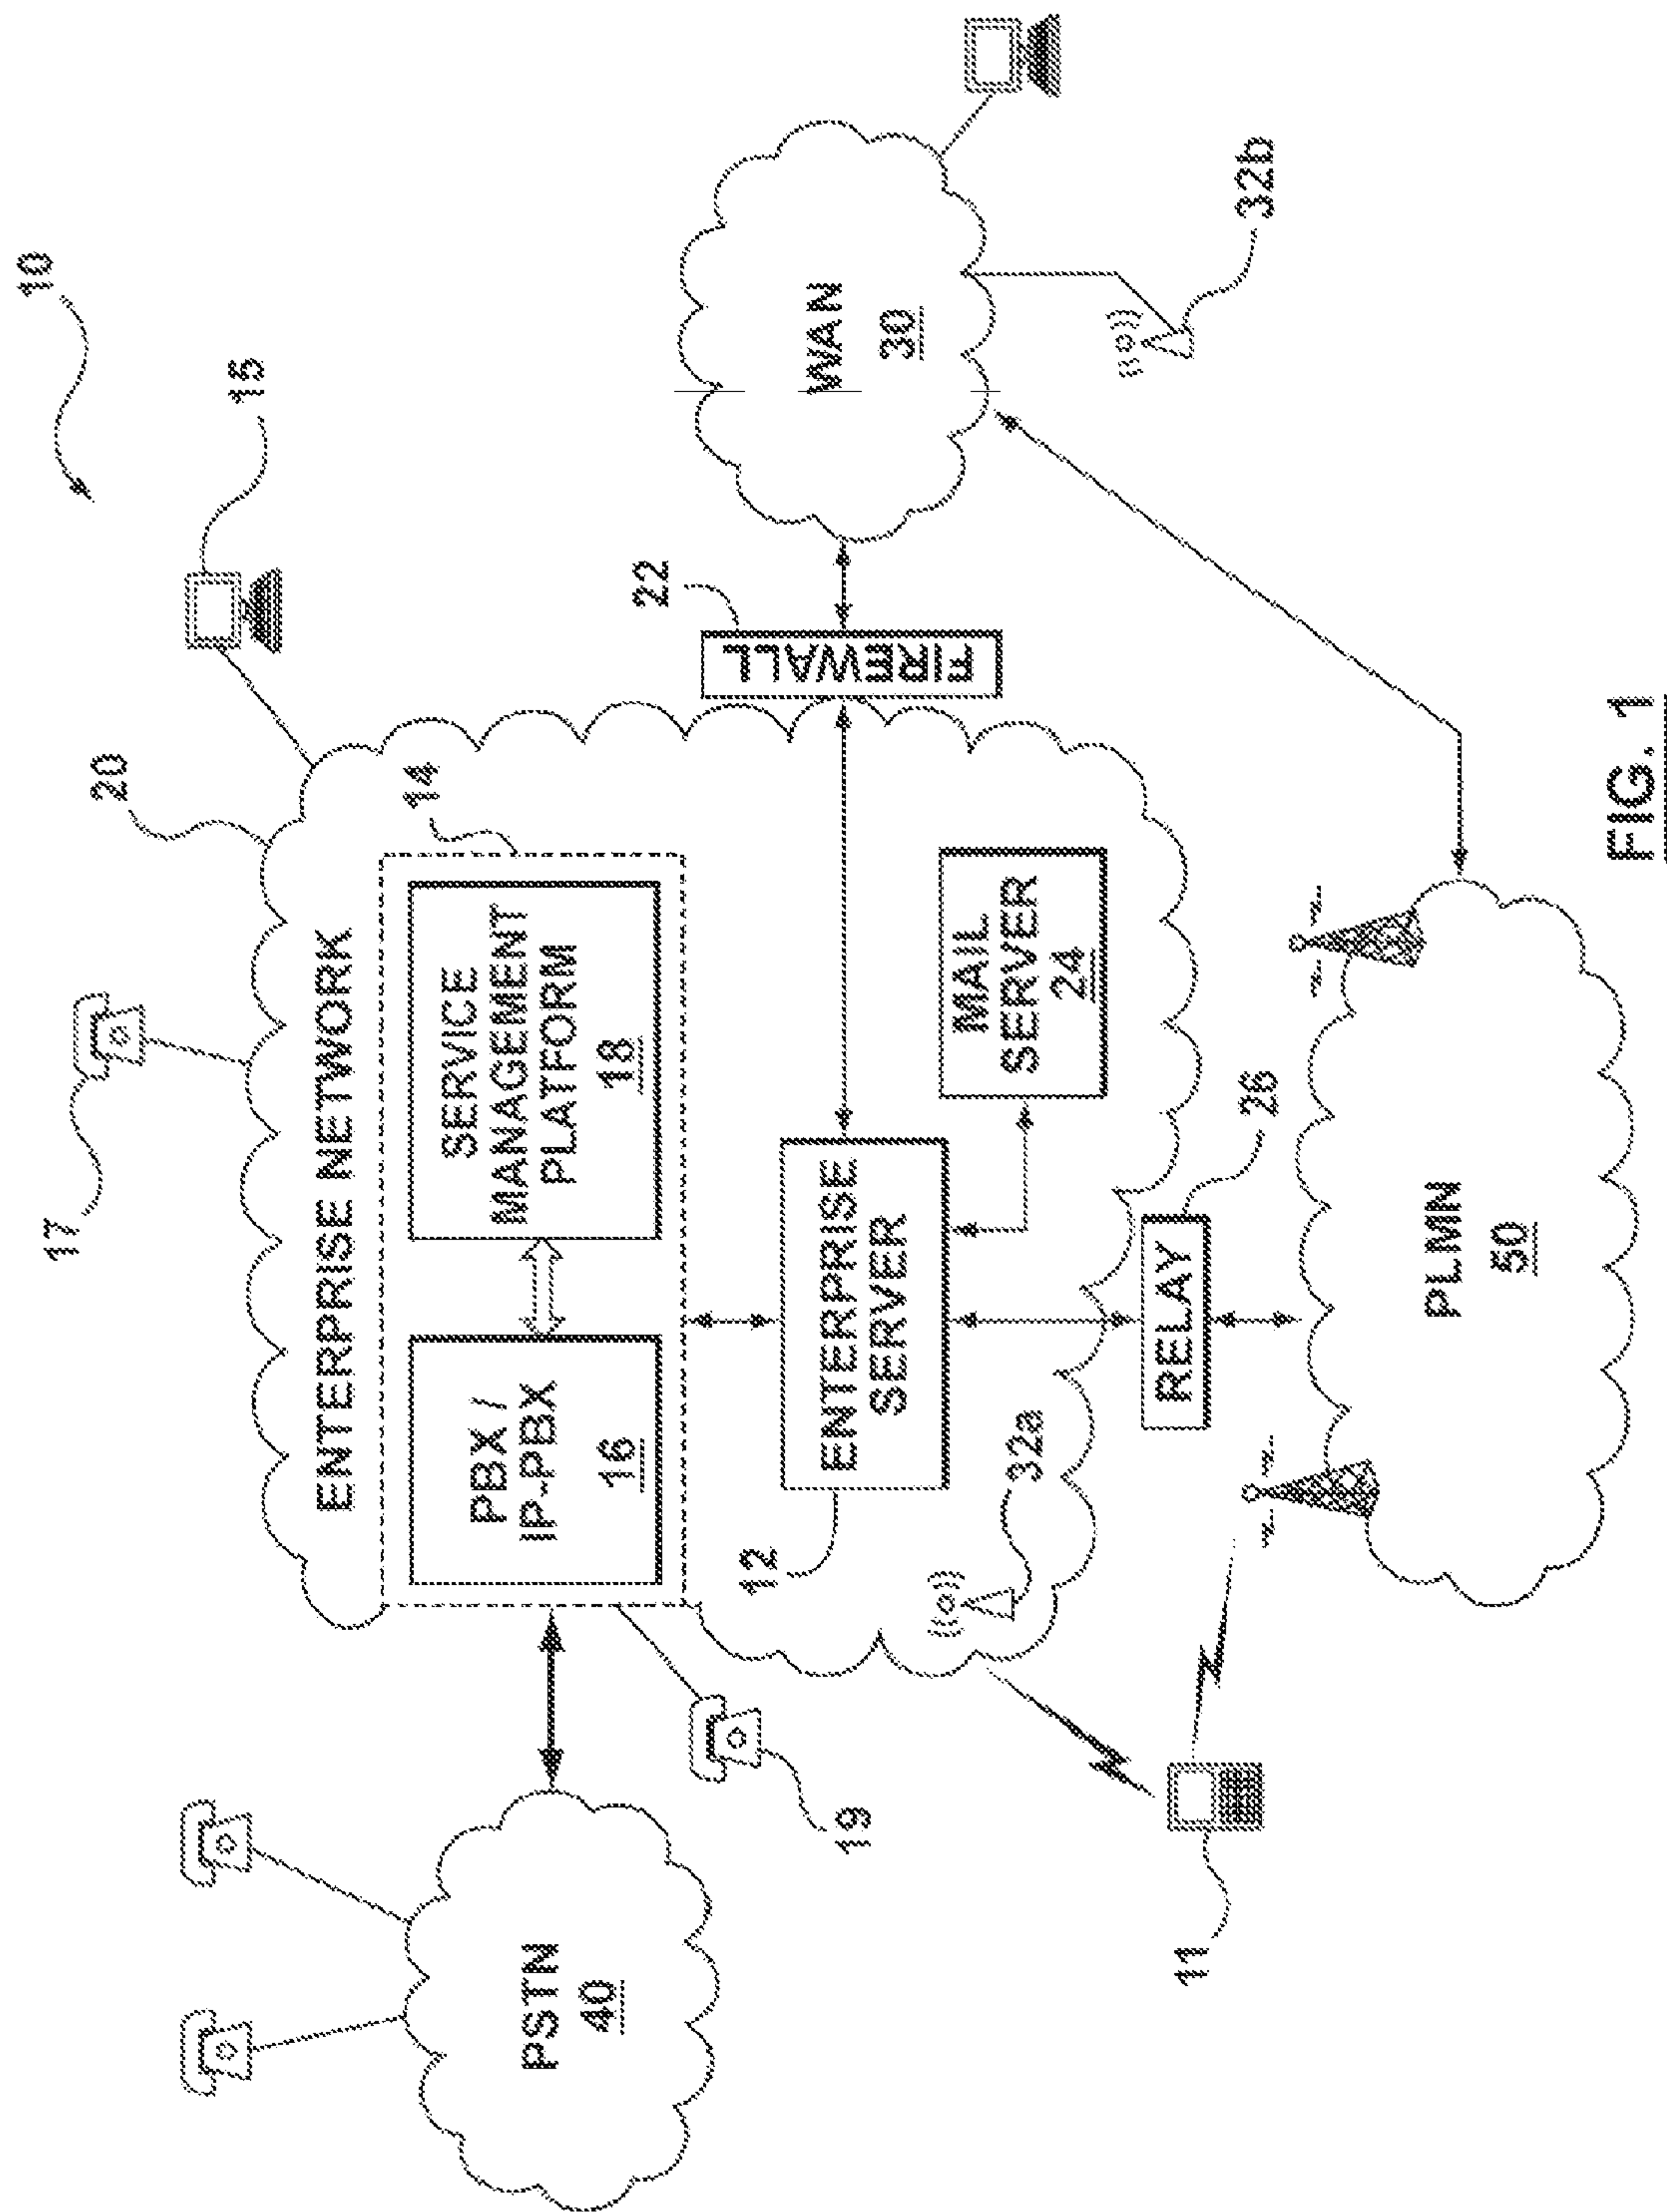 10
20
15
17
ENTERPRISE NETWORK
14
PBX /
IP-PBX
16
SERVICE
MANAGEMENT
PLATFORM
18
PSTN
40
19
12
ENTERPRISE
SERVER
22
FIREWALL
WAN
30
MAIL
SERVER
24
32a
32b
11
RELAY
26
PLMN
50
FIG. 1